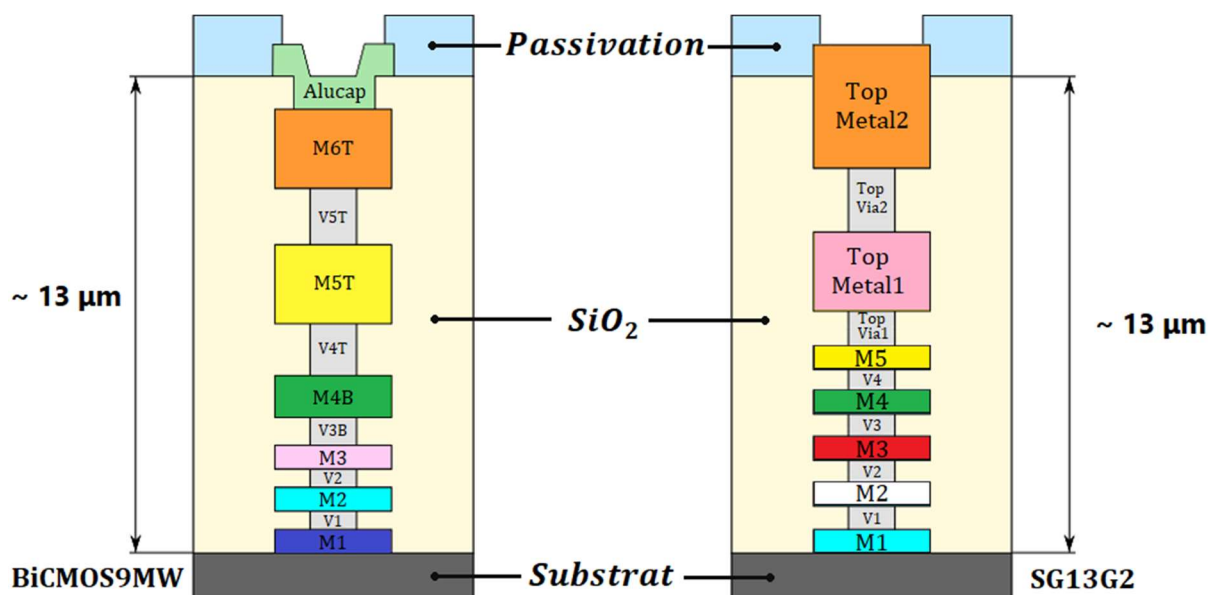 Passivation
Alucap
M6T
V5T
M5T
V4T
M4B
V3B
M3
V2
M2
V1
M1
~ 13 µm
BiCMOS9MW
SiO2
Substrat
Top
Metal2
Top
Via2
Top
Metal1
Top
Via1
M5
V4
M4
V3
M3
V2
M2
V1
M1
~ 13 µm
SG13G2